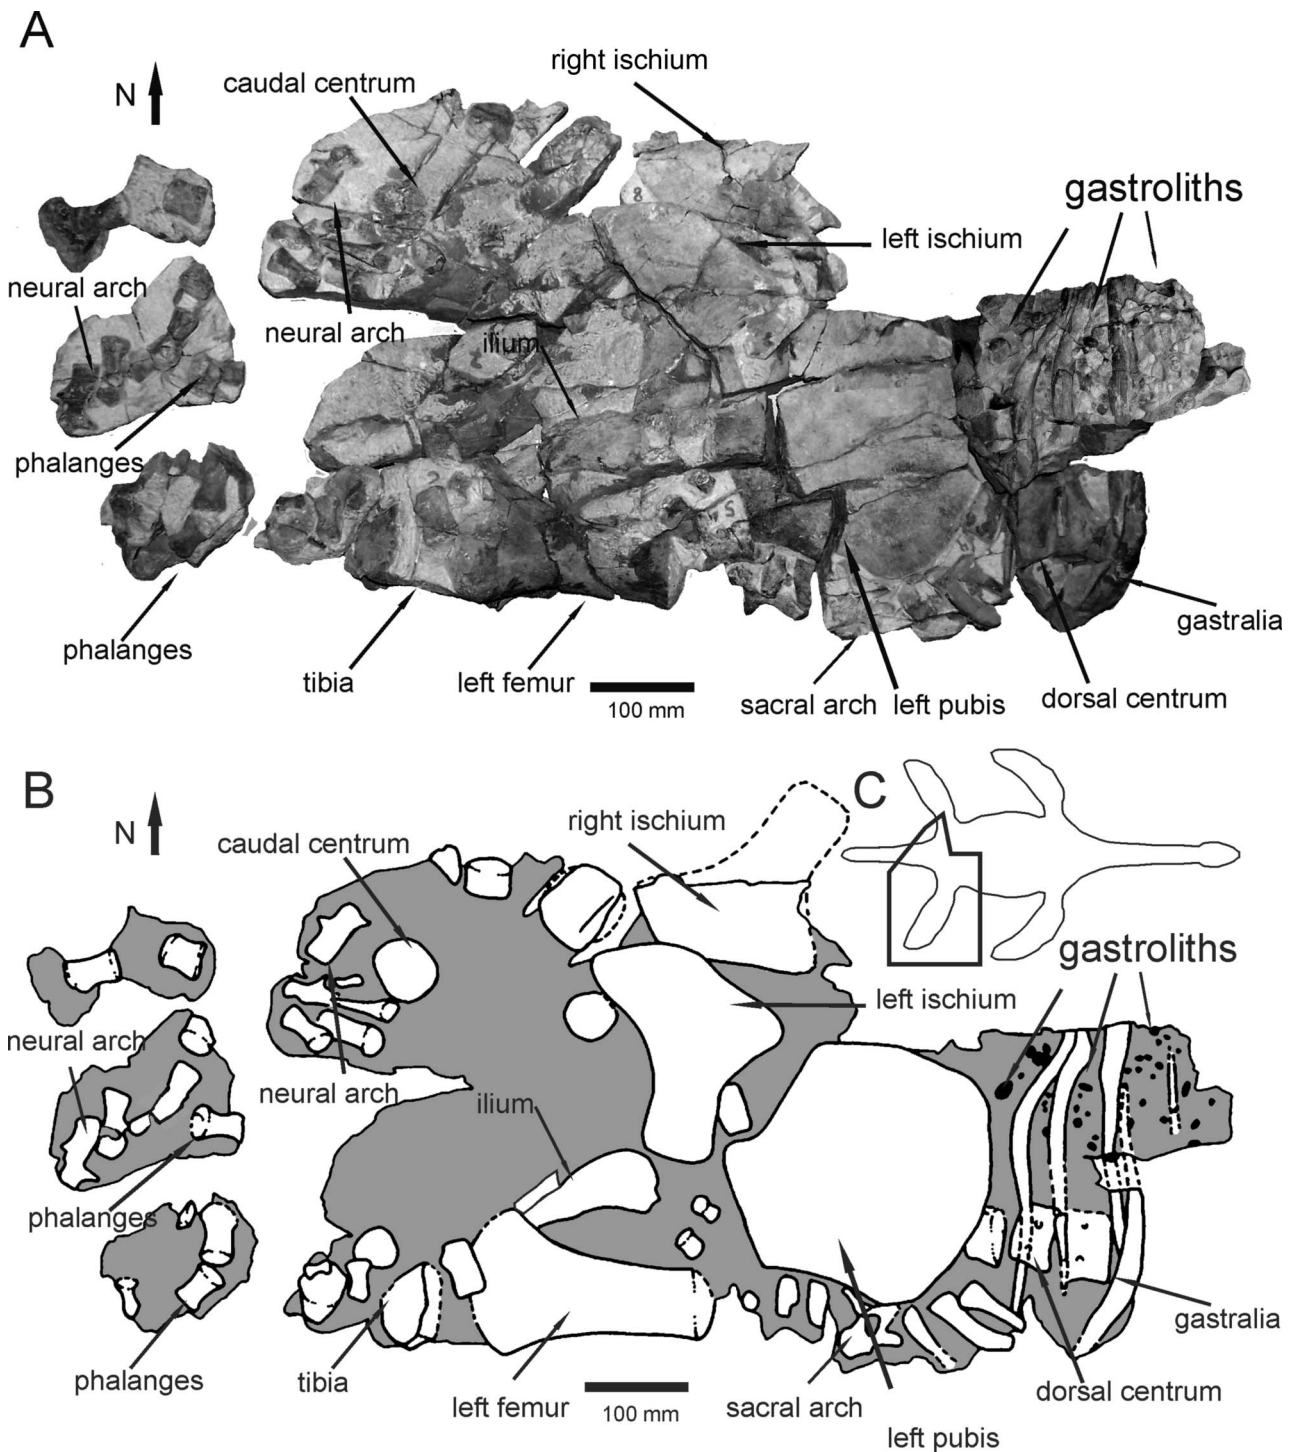 A
N
right ischium
caudal centrum
gastroliths
8
left ischium
neural arch
neural arch
ilium
phalanges
54
phalanges
tibia
left femur
100 mm
sacral arch
left pubis
dorsal centrum
gastralia
B
N
C
right ischium
caudal centrum
gastroliths
left ischium
neural arch
neural arch
ilium
phalanges
phalanges
tibia
left femur
100 mm
sacral arch
left pubis
dorsal centrum
gastralia